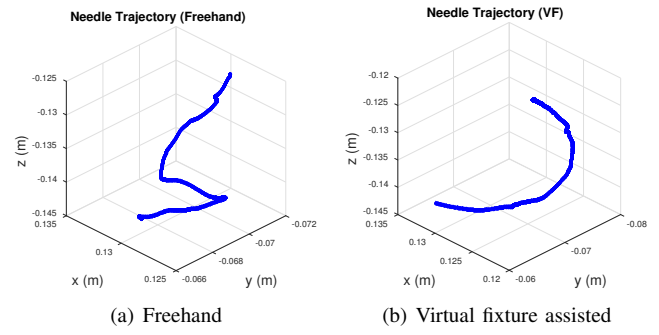 Needle Trajectory (Freehand)
-0.125
-0.13
-0.135
-0.14
-0.145
z (m)
0.135
0.13
0.125
x (m)
-0.066
-0.068
-0.07
-0.072
y (m)
(a) Freehand
Needle Trajectory (VF)
-0.12
-0.125
-0.13
-0.135
-0.14
-0.145
z (m)
0.135
0.13
0.125
0.12
x (m)
-0.06
-0.07
-0.08
y (m)
(b) Virtual fixture assisted